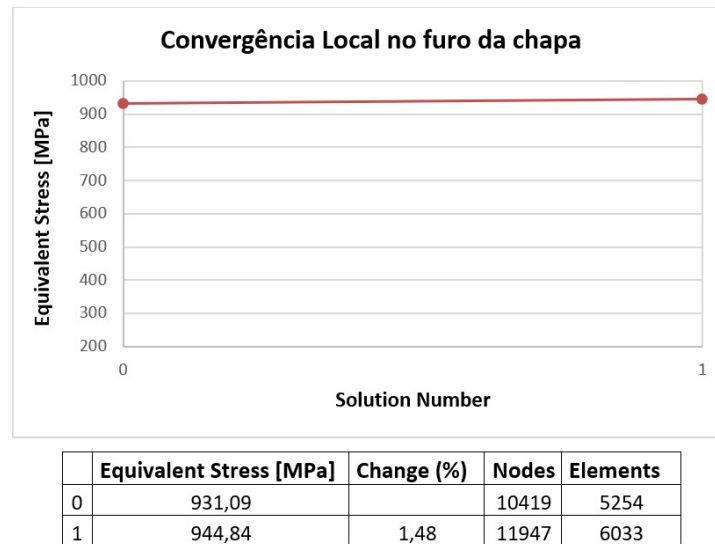 Convergência Local no furo da chapa
Equivalent Stress [MPa]
1000
900
800
700
600
500
400
300
200
0 1
Solution Number
Equivalent Stress [MPa] Change (%) Nodes Elements
0 931,09 10419 5254
1 944,84 1,48 11947 6033